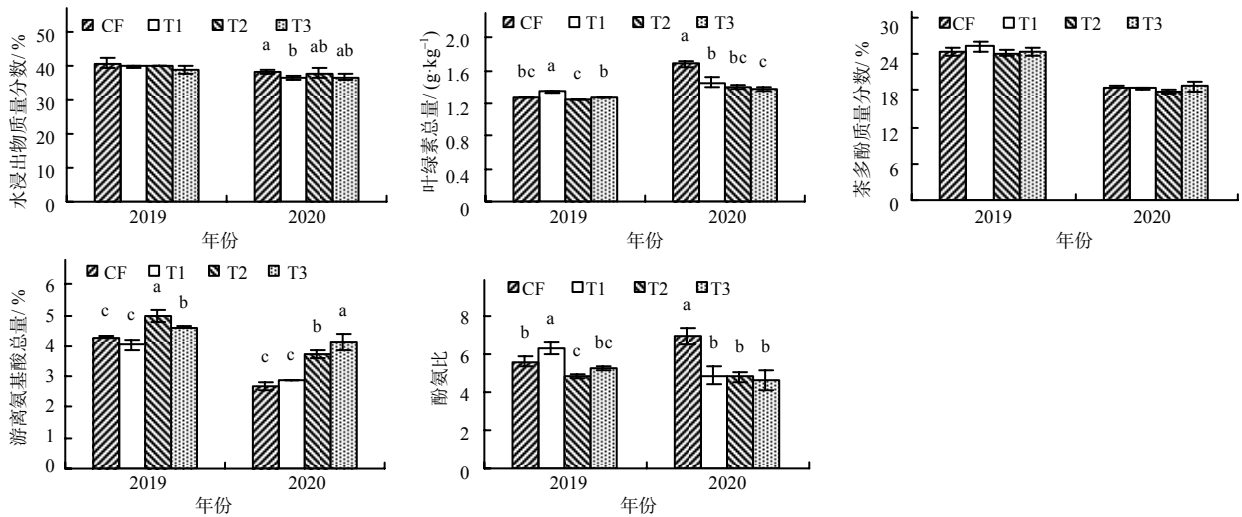 CF T1 T2 T3
水浸出物质量分数/%
50
40
30
20
10
0
a b ab ab
2019 2020
年份
CF T1 T2 T3
叶绿素总量/(g·kg⁻¹)
2.0
1.6
1.2
0.8
0.4
0
bc a c b
a b bc c
2019 2020
年份
CF T1 T2 T3
茶多酚质量分数/%
30
24
18
12
6
0
2019 2020
年份
CF T1 T2 T3
游离氨基酸总量/%
6
5
4
3
2
1
0
c c a b
c c b a
2019 2020
年份
CF T1 T2 T3
酚氨比
8
6
4
2
0
b a c bc
a b b b
2019 2020
年份